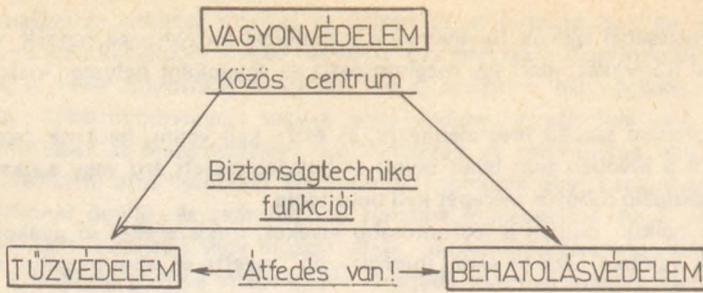 VAGYONVÉDELEM
Közös centrum
Biztonságtechnika
funkciói
TŰZVÉDELEM Átfedés van! BEHATOLÁSVÉDELEM